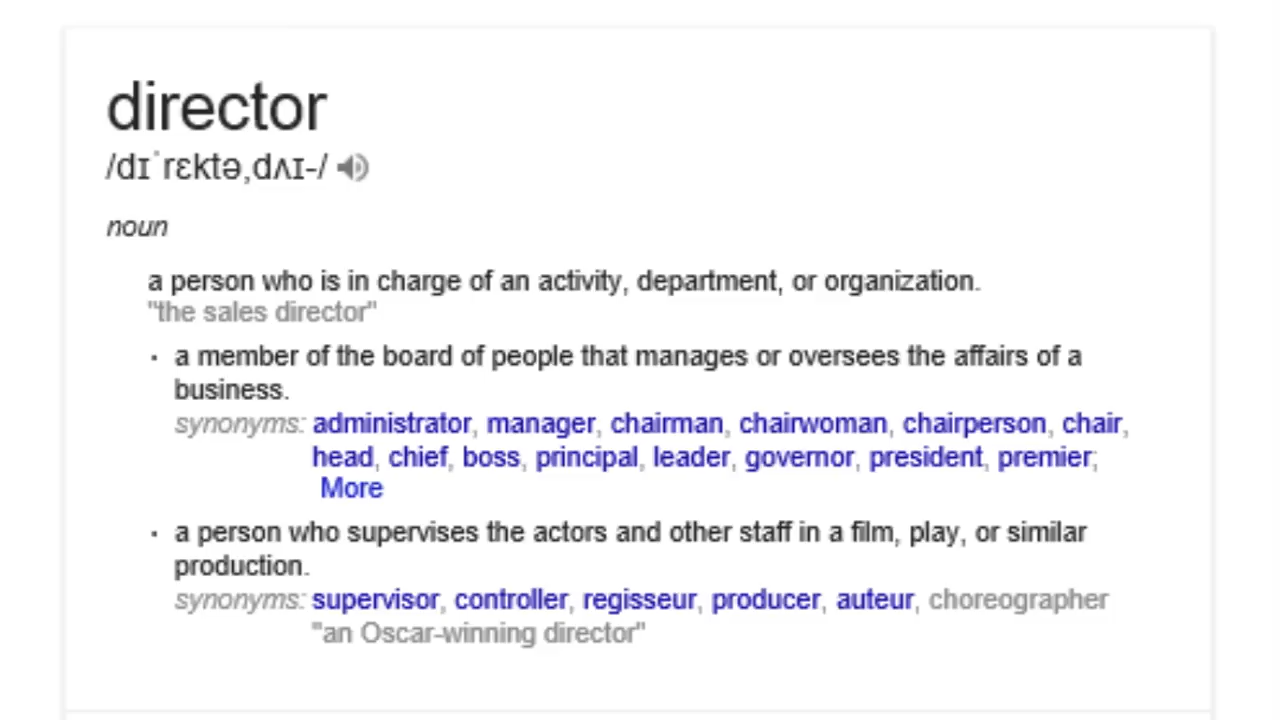 director
/dɪˈrɛktə,dʌɪ-/
noun
a person who is in charge of an activity, department, or organization.
"the sales director"
· a member of the board of people that manages or oversees the affairs of a
business.
synonyms: administrator, manager, chairman, chairwoman, chairperson, chair,
head, chief, boss, principal, leader, governor, president, premier;
More
· a person who supervises the actors and other staff in a film, play, or similar
production.
synonyms: supervisor, controller, regisseur, producer, auteur, choreographer
"an Oscar-winning director"